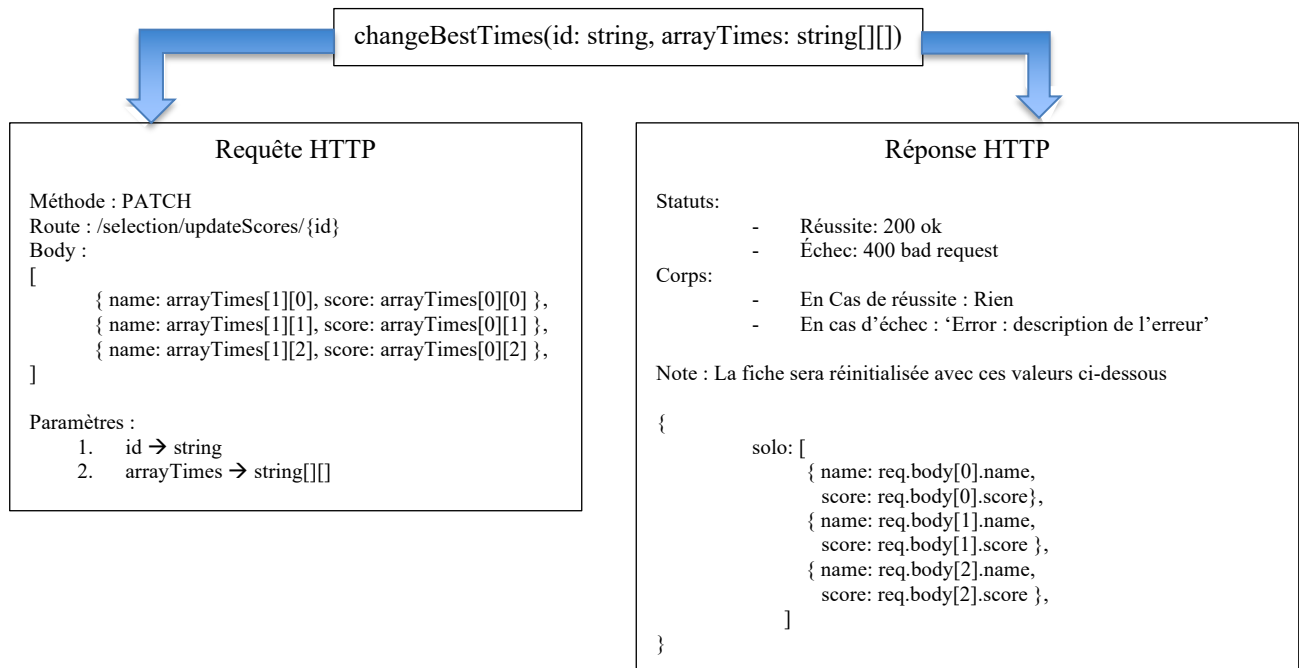 changeBestTimes(id: string, arrayTimes: string[][])
Requête HTTP
Méthode : PATCH
Route : /selection/updateScores/{id}
Body :
[
{ name: arrayTimes[1][0], score: arrayTimes[0][0] },
{ name: arrayTimes[1][1], score: arrayTimes[0][1] },
{ name: arrayTimes[1][2], score: arrayTimes[0][2] },
]
Paramètres :
1. id → string
2. arrayTimes → string[][]
Réponse HTTP
Statuts:
- Réussite: 200 ok
- Échec: 400 bad request
Corps:
- En Cas de réussite : Rien
- En cas d’échec : ‘Error : description de l’erreur’
Note : La fiche sera réinitialisée avec ces valeurs ci-dessous
{
solo: [
{ name: req.body[0].name,
score: req.body[0].score},
{ name: req.body[1].name,
score: req.body[1].score },
{ name: req.body[2].name,
score: req.body[2].score },
]
}